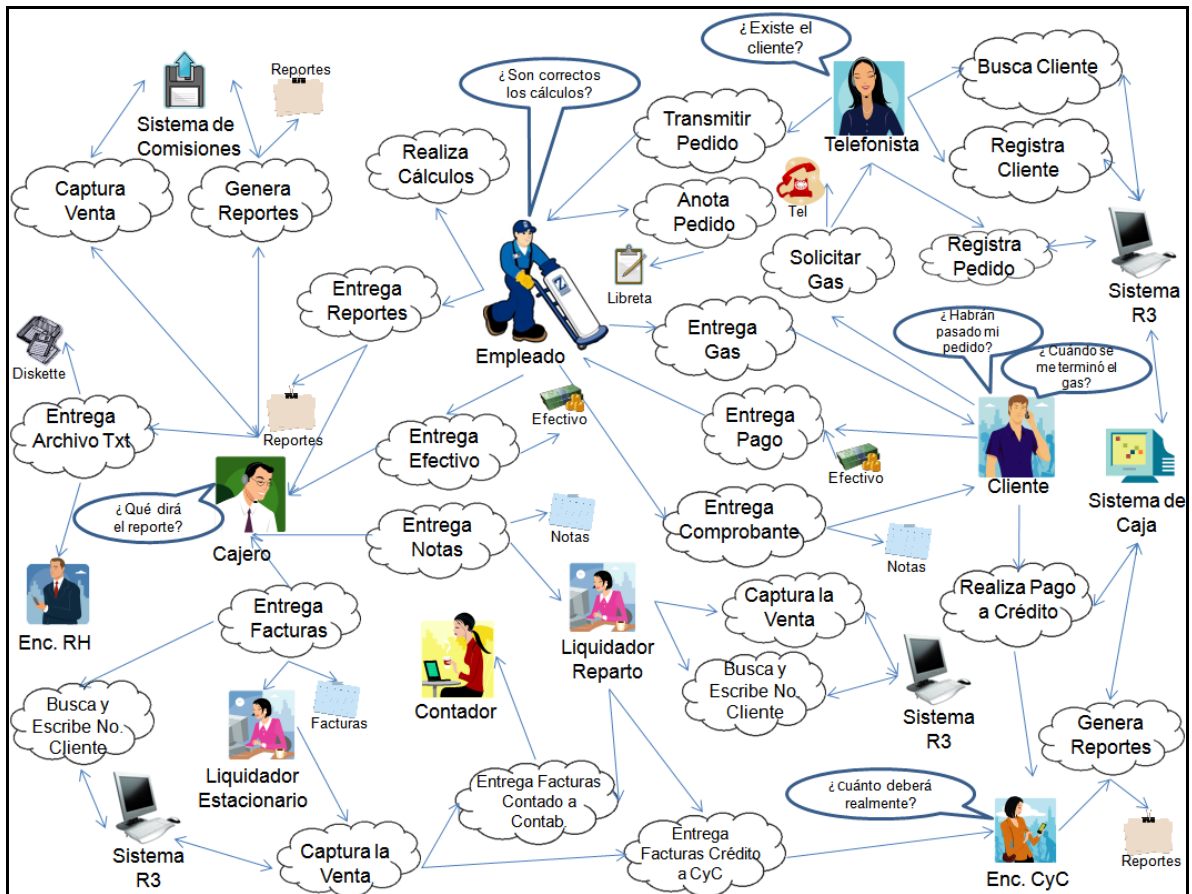 ¿Existe el
cliente?
Busca Cliente
Reportes
¿Son correctos
los cálculos?
Sistema de
Comisiones
Transmitir
Pedido
Telefonista
Registra
Cliente
Realiza
Cálculos
Captura
Venta
Genera
Reportes
Anota
Pedido
Tel
Solicitar
Gas
Registra
Pedido
Libreta
Sistema
R3
Entrega
Reportes
Empleado
Entrega
Gas
¿Habrán
pasado mi
pedido?
¿Cuándo se
me terminó el
gas?
Diskette
Entrega
Archivo Txt
Reportes
Entrega
Efectivo
Efectivo
Entrega
Pago
Efectivo
Cliente
Sistema de
Caja
¿Qué dirá
el reporte?
Cajero
Entrega
Notas
Notas
Entrega
Comprobante
Notas
Enc. RH
Entrega
Facturas
Contador
Liquidador
Reparto
Captura la
Venta
Realiza Pago
a Crédito
Busca y
Escribe No.
Cliente
Sistema
R3
Busca y
Escribe No.
Cliente
Facturas
Liquidador
Estacionario
Genera
Reportes
Entrega Facturas
Contado a
Contab.
¿Cuánto deberá
realmente?
Sistema
R3
Captura la
Venta
Entrega
Facturas Crédito
a CyC
Enc. CyC
Reportes